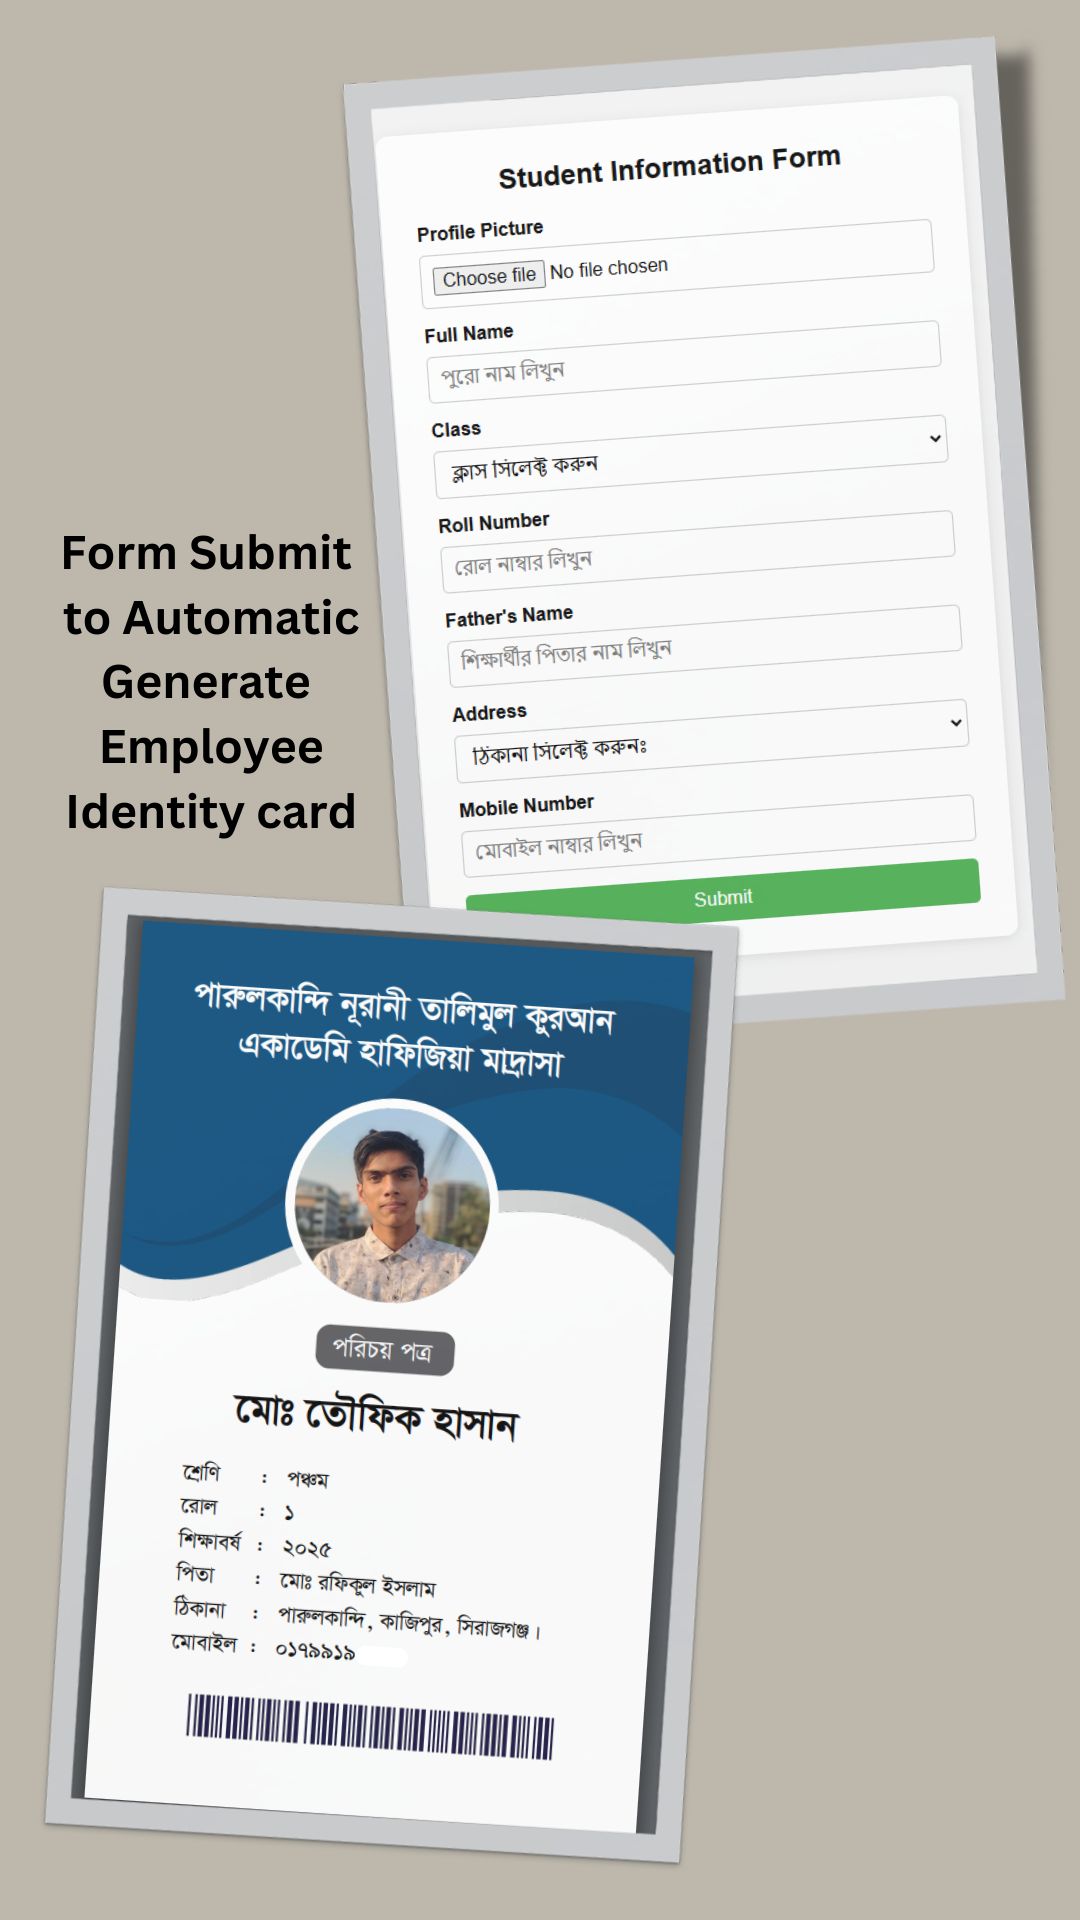 Student Information Form
Profile Picture
Choose file No file chosen
Full Name
পুরো নাম লিখুন
Class
ক্লাস সিলেক্ট করুন
Roll Number
রোল নাম্বার লিখুন
Father's Name
শিক্ষার্থীর পিতার নাম লিখুন
Address
ঠিকানা সিলেক্ট করুনঃ
Mobile Number
মোবাইল নাম্বার লিখুন
Submit
Form Submit
to Automatic
Generate
Employee
Identity card
পারুলকান্দি নূরানী তালিমুল কুরআন
একাডেমি হাফিজিয়া মাদ্রাসা
পরিচয় পত্র
মোঃ তৌফিক হাসান
শ্রেণি : পঞ্চম
রোল : ১
শিক্ষাবর্ষ : ২০২৫
পিতা : মোঃ রফিকুল ইসলাম
ঠিকানা : পারুলকান্দি, কাজিপুর, সিরাজগঞ্জ।
মোবাইল : ০১৭৯৯১৯